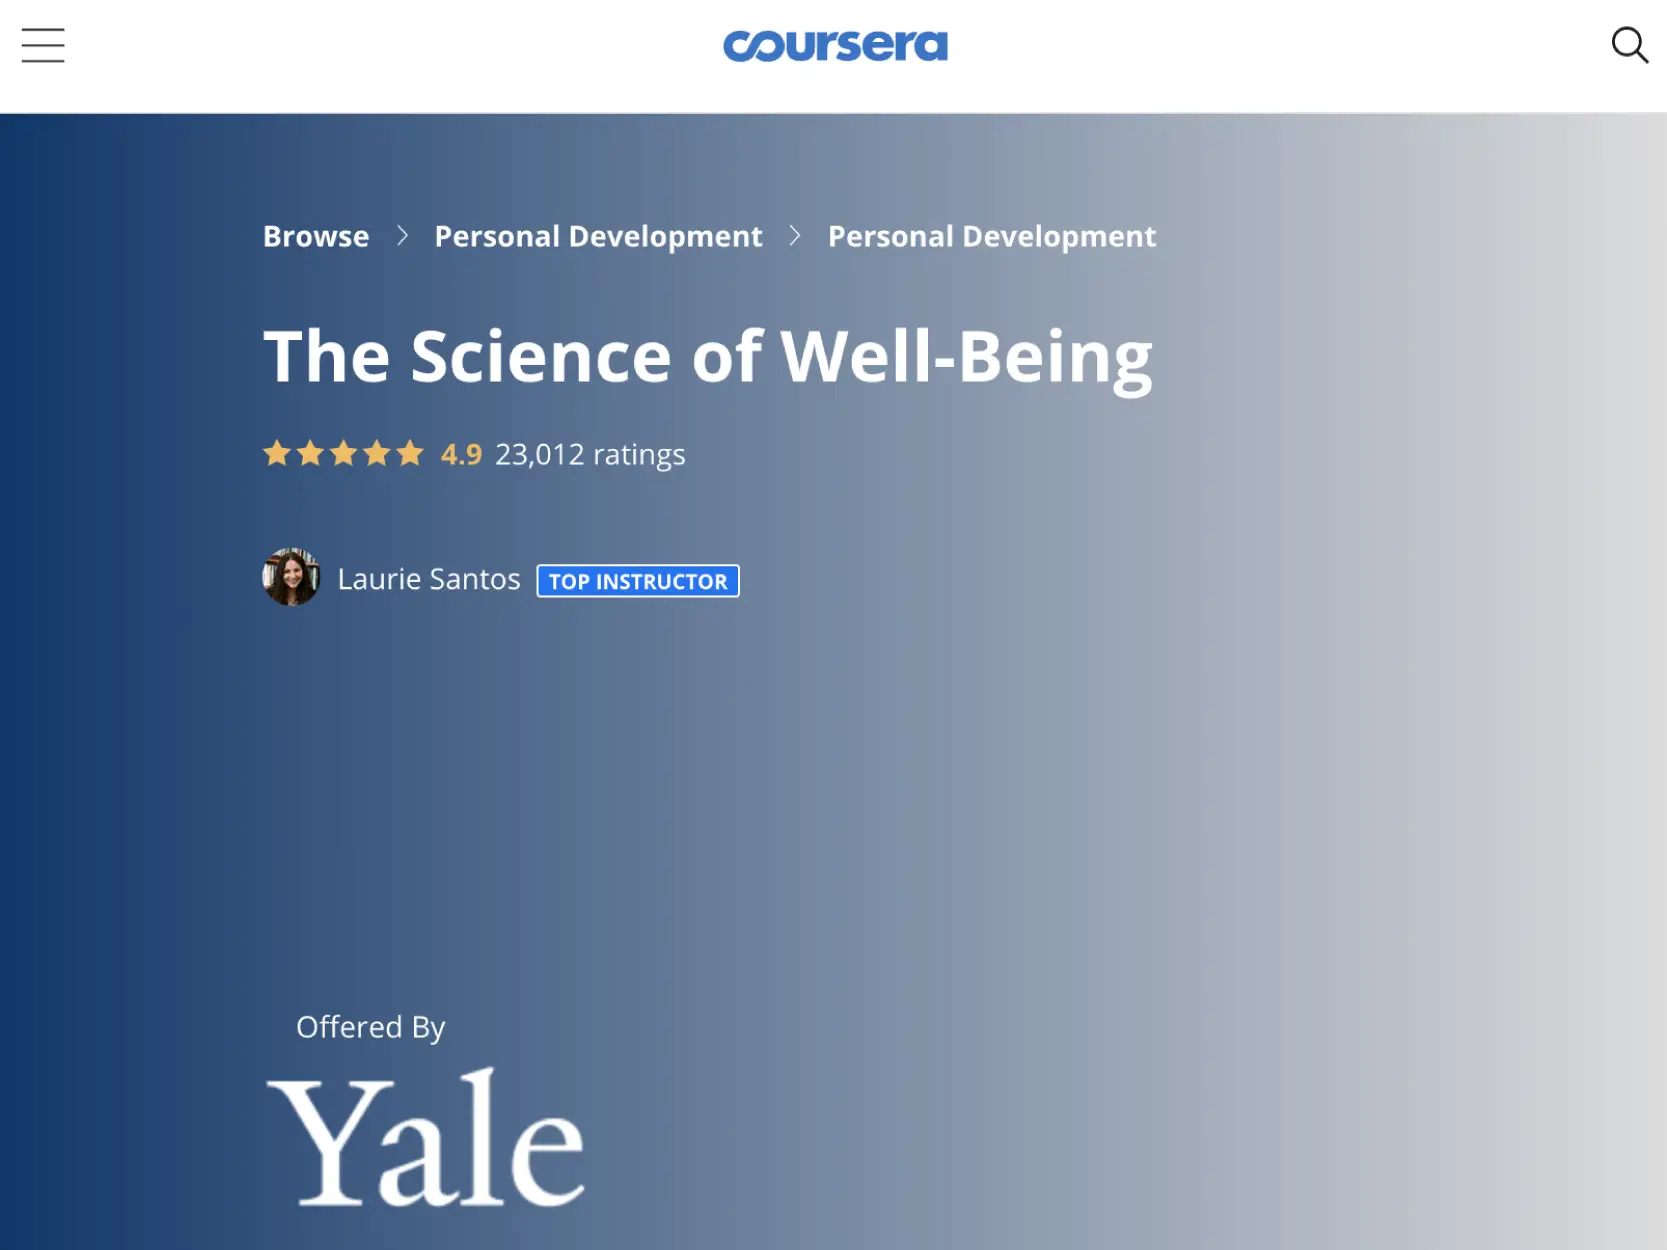 coursera
Browse > Personal Development > Personal Development
The Science of Well-Being
4.9 23,012 ratings
Laurie Santos TOP INSTRUCTOR
Offered By
Yale